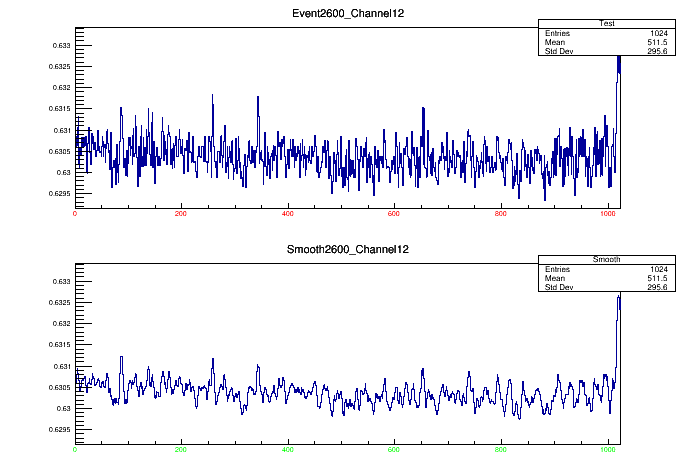 Event2600_Channel12
Test
Entries 1024
Mean 511.5
Std Dev 295.6
0.633
0.6325
0.632
0.6315
0.631
0.6305
0.63
0.6295
0 200 400 600 800 1000
Smooth2600_Channel12
Smooth
Entries 1024
Mean 511.5
Std Dev 295.6
0.633
0.6325
0.632
0.6315
0.631
0.6305
0.63
0.6295
0 200 400 600 800 1000